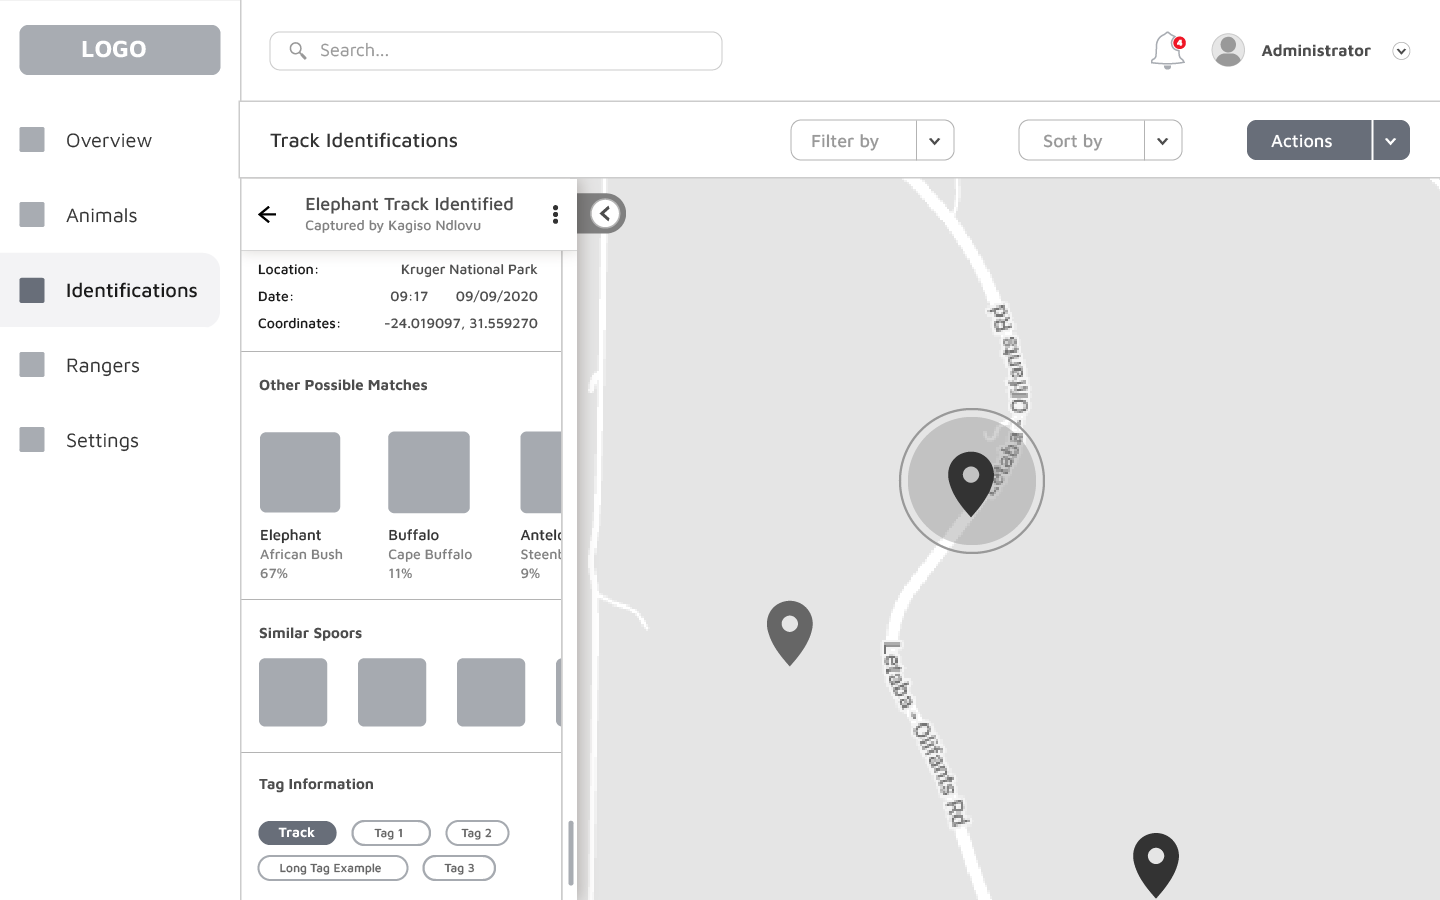 LOGO
Search...
4
Administrator
Overview
Animals
Identifications
Rangers
Settings
Track Identifications
Filter by
Sort by
Actions
Elephant Track Identified
Captured by Kagiso Ndlovu
Location: Kruger National Park
Date: 09:17 09/09/2020
Coordinates: -24.019097, 31.559270
Other Possible Matches
Elephant
African Bush
67%
Buffalo
Cape Buffalo
11%
9%
Similar Spoors
Tag Information
Track
Tag 1
Tag 2
Long Tag Example
Tag 3
Olifants Rd
Letaba - Olifants Rd